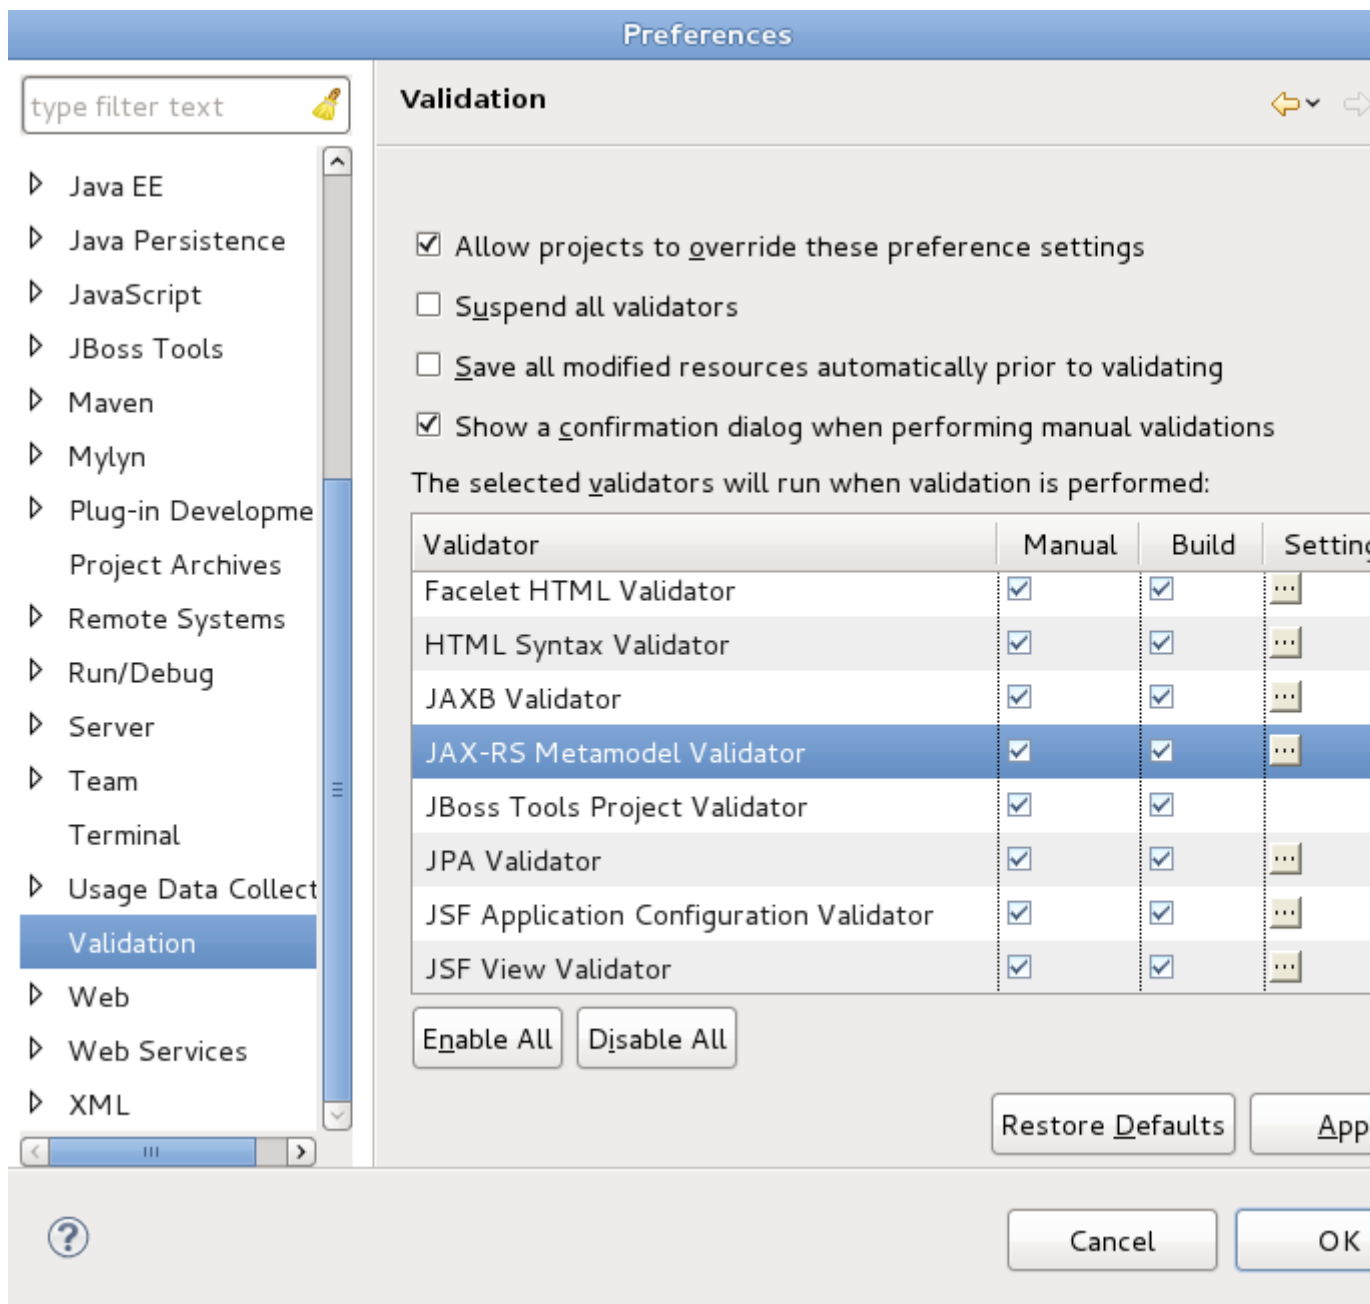 Preferences
type filter text
Validation
Java EE
Java Persistence
JavaScript
JBoss Tools
Maven
Mylyn
Plug-in Developme
Project Archives
Remote Systems
Run/Debug
Server
Team
Terminal
Usage Data Collect
Validation
Web
Web Services
XML
Allow projects to override these preference settings
Suspend all validators
Save all modified resources automatically prior to validating
Show a confirmation dialog when performing manual validations
The selected validators will run when validation is performed:
Validator Manual Build Setting
Facelet HTML Validator ...
HTML Syntax Validator ...
JAXB Validator ...
JAX-RS Metamodel Validator ...
JBoss Tools Project Validator
JPA Validator ...
JSF Application Configuration Validator ...
JSF View Validator ...
Enable All Disable All
Restore Defaults App
? Cancel OK